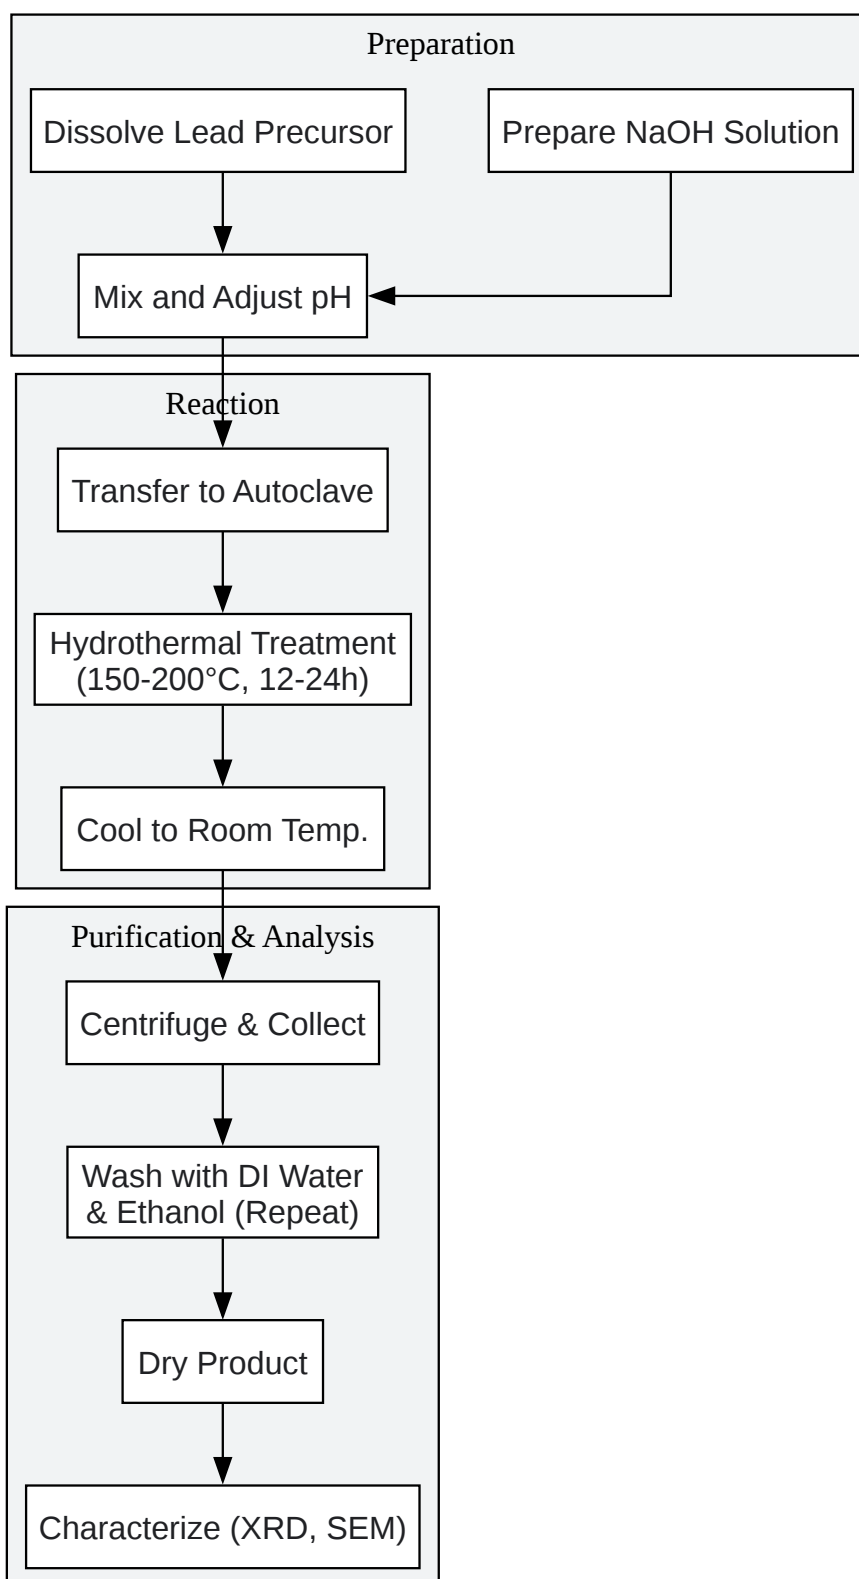 Preparation
Dissolve Lead Precursor
Prepare NaOH Solution
Mix and Adjust pH
Reaction
Transfer to Autoclave
Hydrothermal Treatment
(150-200°C, 12-24h)
Cool to Room Temp.
Purification & Analysis
Centrifuge & Collect
Wash with DI Water
& Ethanol (Repeat)
Dry Product
Characterize (XRD, SEM)